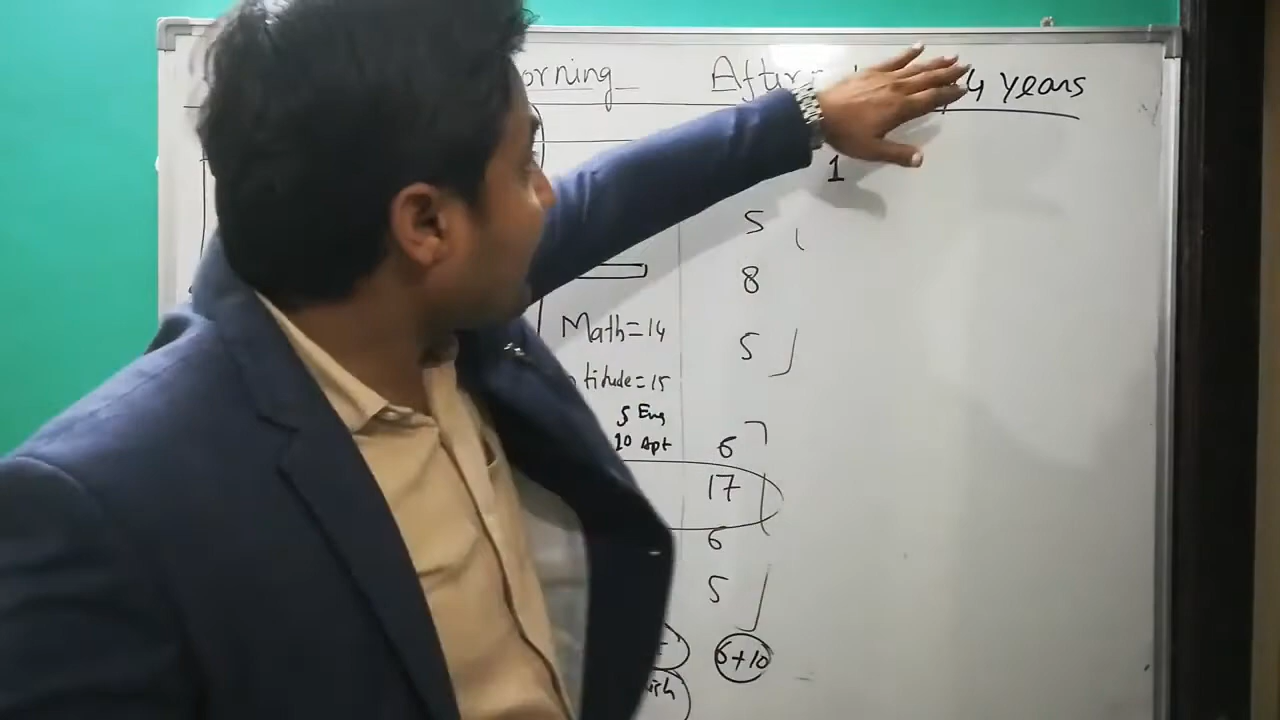 orning After 4 years
1
5
8
Math=14 5
titude=15
5 Eng
10 Apt 6
17
6
5
6+10